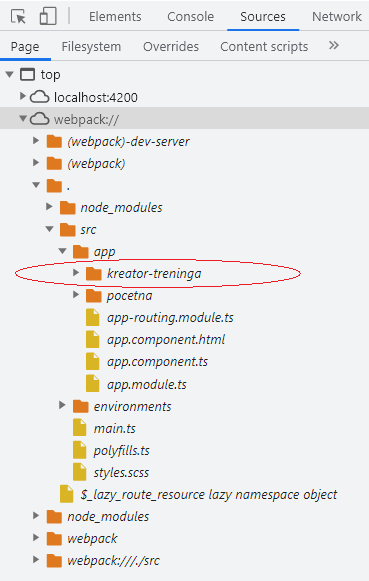 Elements Console Sources Network
Page Filesystem Overrides Content scripts »
top
localhost:4200
webpack://
(webpack)-dev-server
(webpack)
.
node_modules
src
app
kreator-treninga
pocetna
app-routing.module.ts
app.component.html
app.component.ts
app.module.ts
environments
main.ts
polyfills.ts
styles.scss
$_lazy_route_resource lazy namespace object
node_modules
webpack
webpack:///./src